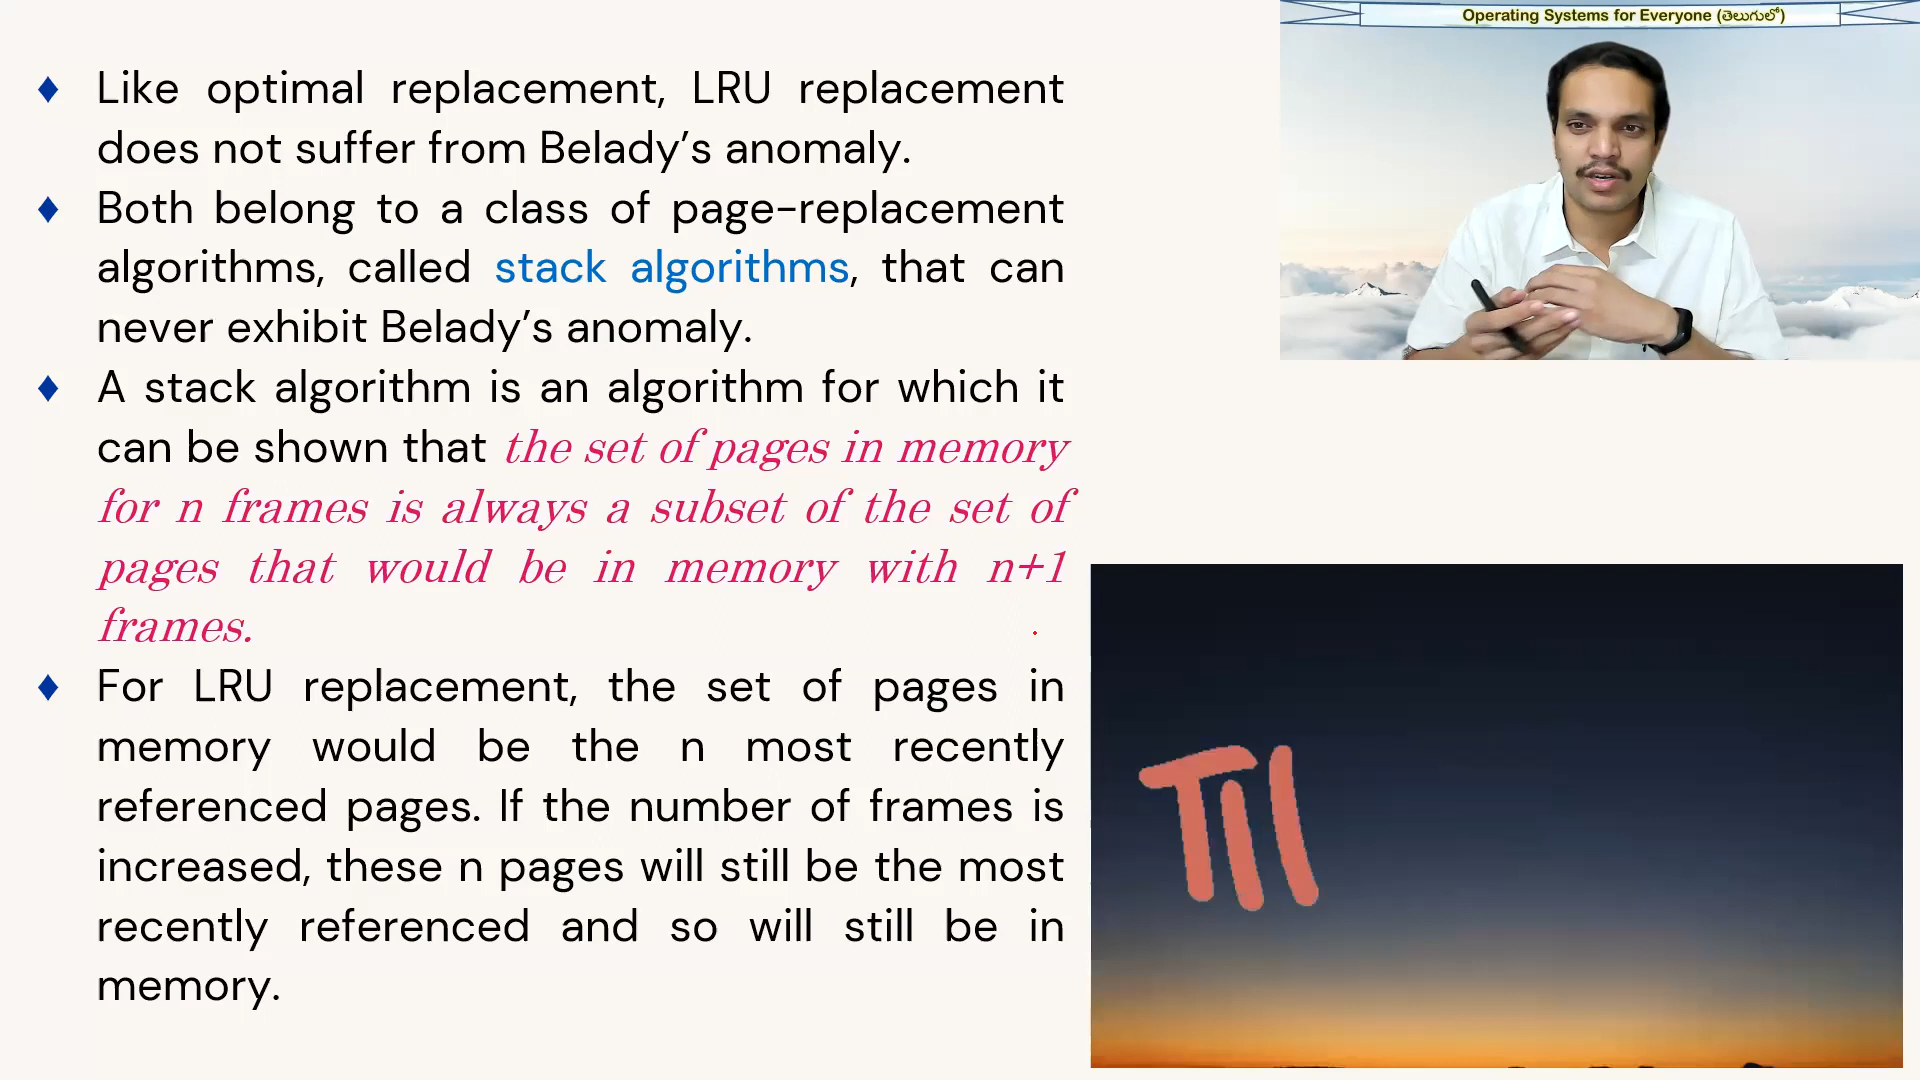 Operating Systems for Everyone (తెలుగులో)
Like optimal replacement, LRU replacement
does not suffer from Belady’s anomaly.
Both belong to a class of page-replacement
algorithms, called stack algorithms, that can
never exhibit Belady’s anomaly.
A stack algorithm is an algorithm for which it
can be shown that the set of pages in memory
for n frames is always a subset of the set of
pages that would be in memory with n+1
frames.
For LRU replacement, the set of pages in
memory would be the n most recently
referenced pages. If the number of frames is
increased, these n pages will still be the most
recently referenced and so will still be in
memory.